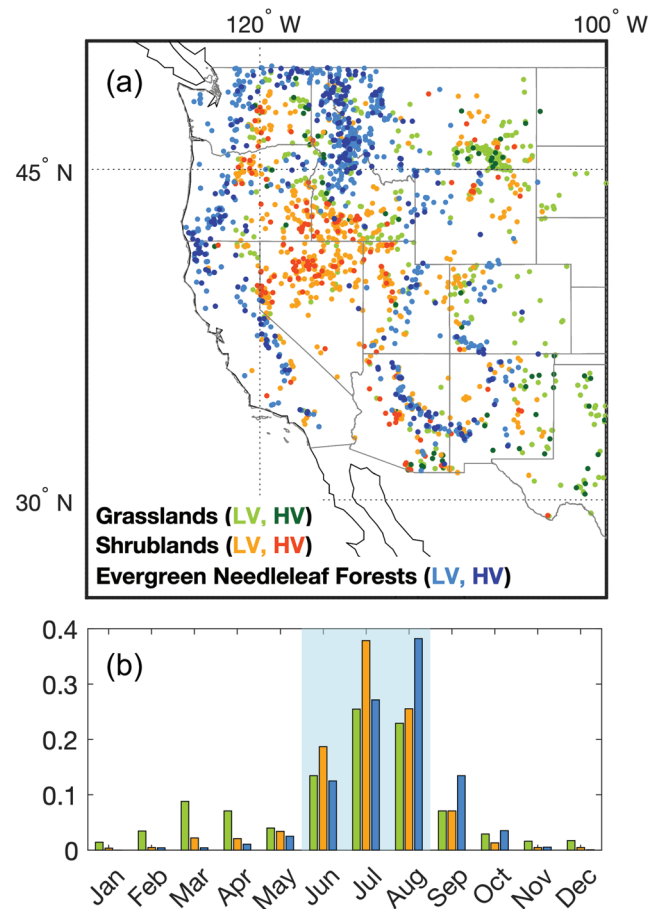 120° W 100° W
(a)
45° N
30° N
Grasslands (LV, HV)
Shrublands (LV, HV)
Evergreen Needleleaf Forests (LV, HV)
(b)
0.4
0.3
0.2
0.1
0
Jan Feb Mar Apr May Jun Jul Aug Sep Oct Nov Dec